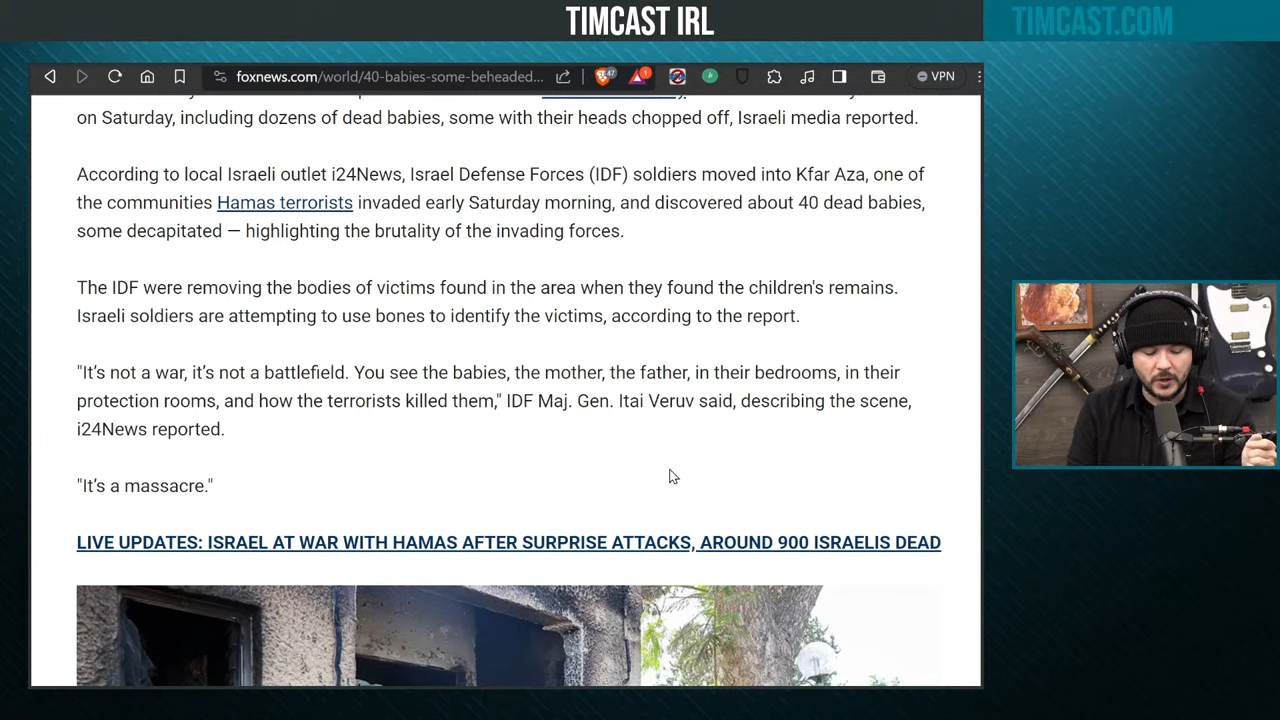 TIMCAST IRL
TIMCAST.COM
foxnews.com/world/40-babies-some-beheaded...
47
1
VPN
on Saturday, including dozens of dead babies, some with their heads chopped off, Israeli media reported.
According to local Israeli outlet i24News, Israel Defense Forces (IDF) soldiers moved into Kfar Aza, one of
the communities Hamas terrorists invaded early Saturday morning, and discovered about 40 dead babies,
some decapitated — highlighting the brutality of the invading forces.
The IDF were removing the bodies of victims found in the area when they found the children's remains.
Israeli soldiers are attempting to use bones to identify the victims, according to the report.
"It's not a war, it's not a battlefield. You see the babies, the mother, the father, in their bedrooms, in their
protection rooms, and how the terrorists killed them," IDF Maj. Gen. Itai Veruv said, describing the scene,
i24News reported.
"It's a massacre."
LIVE UPDATES: ISRAEL AT WAR WITH HAMAS AFTER SURPRISE ATTACKS, AROUND 900 ISRAELIS DEAD